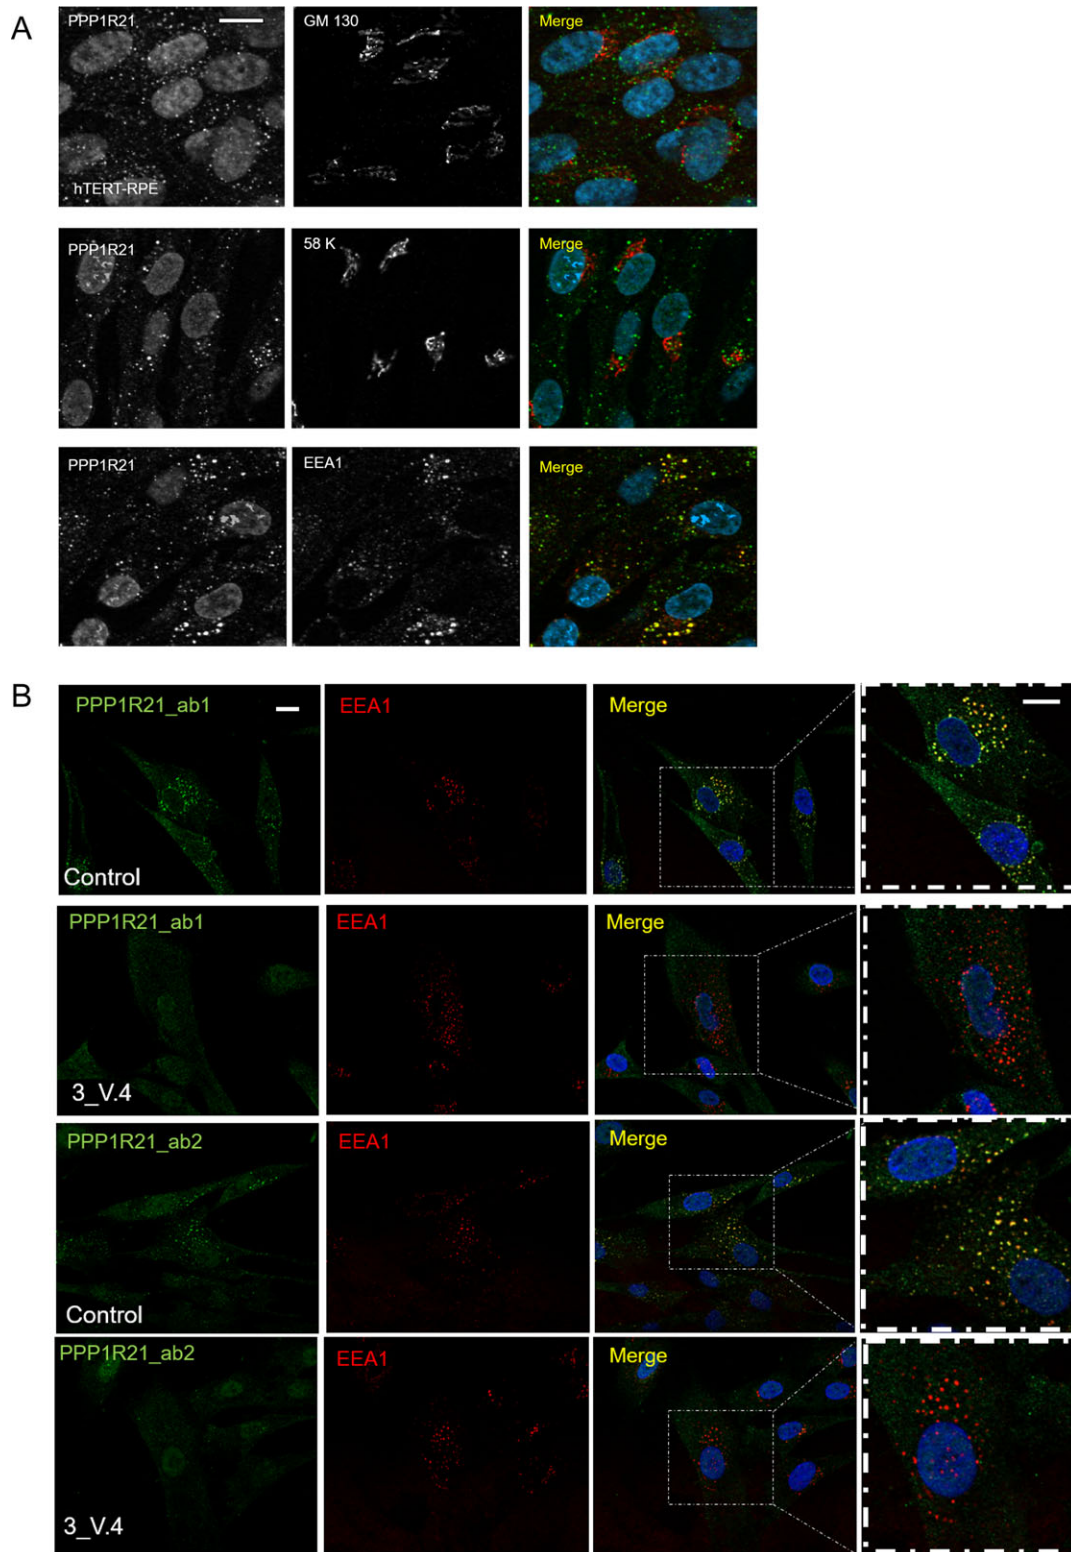 A
PPP1R21
GM 130
Merge
hTERT-RPE
PPP1R21
58 K
Merge
PPP1R21
EEA1
Merge
B
PPP1R21_ab1
EEA1
Merge
Control
PPP1R21_ab1
EEA1
Merge
3_V.4
PPP1R21_ab2
EEA1
Merge
Control
PPP1R21_ab2
EEA1
Merge
3_V.4